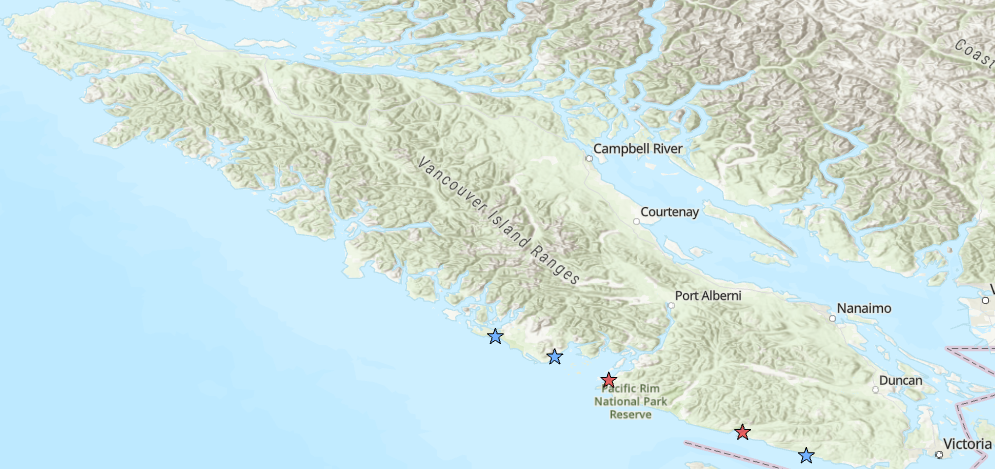 Coast
Campbell River
Vancouver Island Ranges
Courtenay
Port Alberni
V
Nanaimo
Duncan
Pacific Rim
National Park
Reserve
Victoria